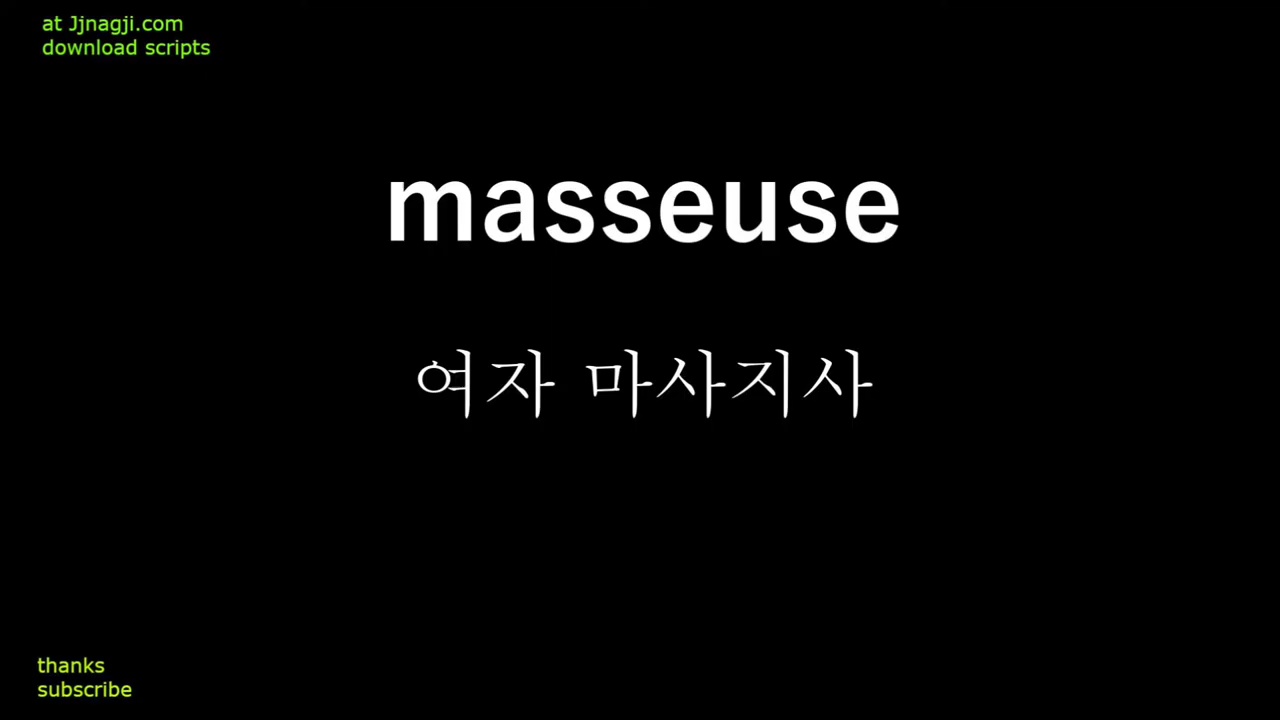 at Jjnagji.com
download scripts
masseuse
여자 마사지사
thanks
subscribe